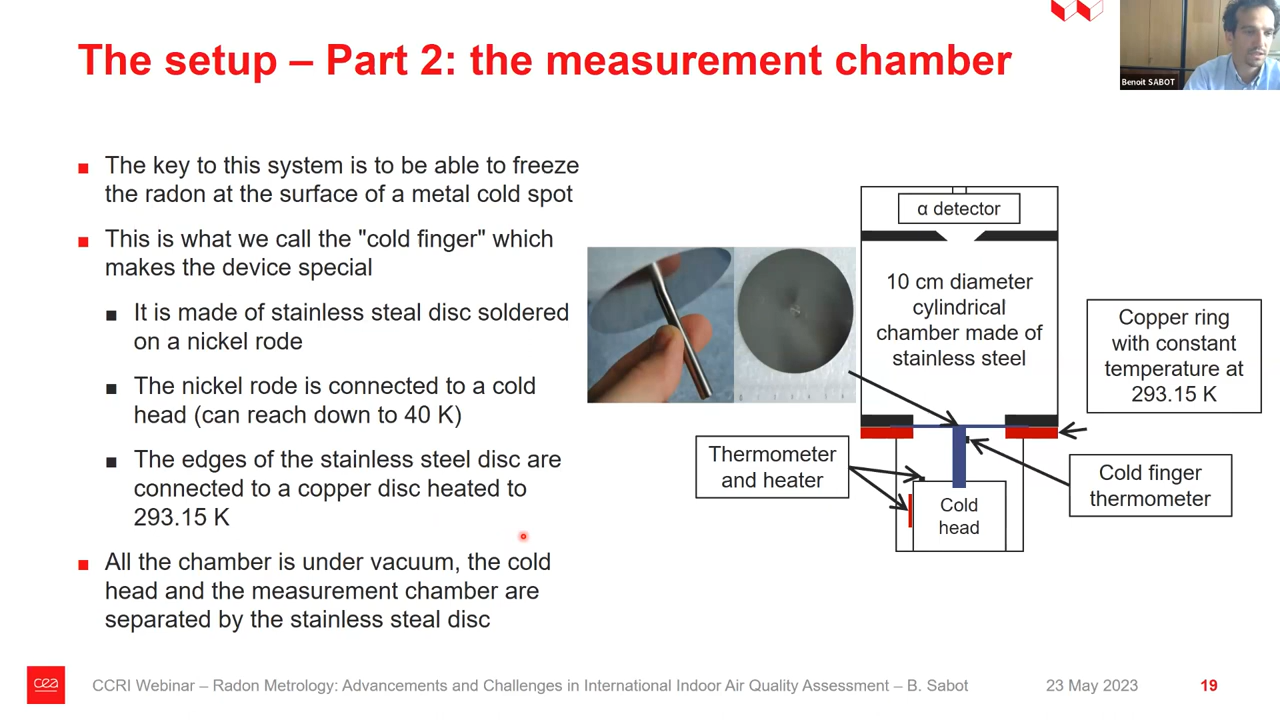 The setup – Part 2: the measurement chamber
Benoit SABOT
The key to this system is to be able to freeze
the radon at the surface of a metal cold spot
This is what we call the "cold finger" which
makes the device special
It is made of stainless steal disc soldered
on a nickel rode
The nickel rode is connected to a cold
head (can reach down to 40 K)
The edges of the stainless steel disc are
connected to a copper disc heated to
293.15 K
All the chamber is under vacuum, the cold
head and the measurement chamber are
separated by the stainless steal disc
α detector
10 cm diameter
cylindrical
chamber made of
stainless steel
Copper ring
with constant
temperature at
293.15 K
Thermometer
and heater
Cold finger
thermometer
Cold
head
cea
CCRI Webinar – Radon Metrology: Advancements and Challenges in International Indoor Air Quality Assessment – B. Sabot
23 May 2023
19